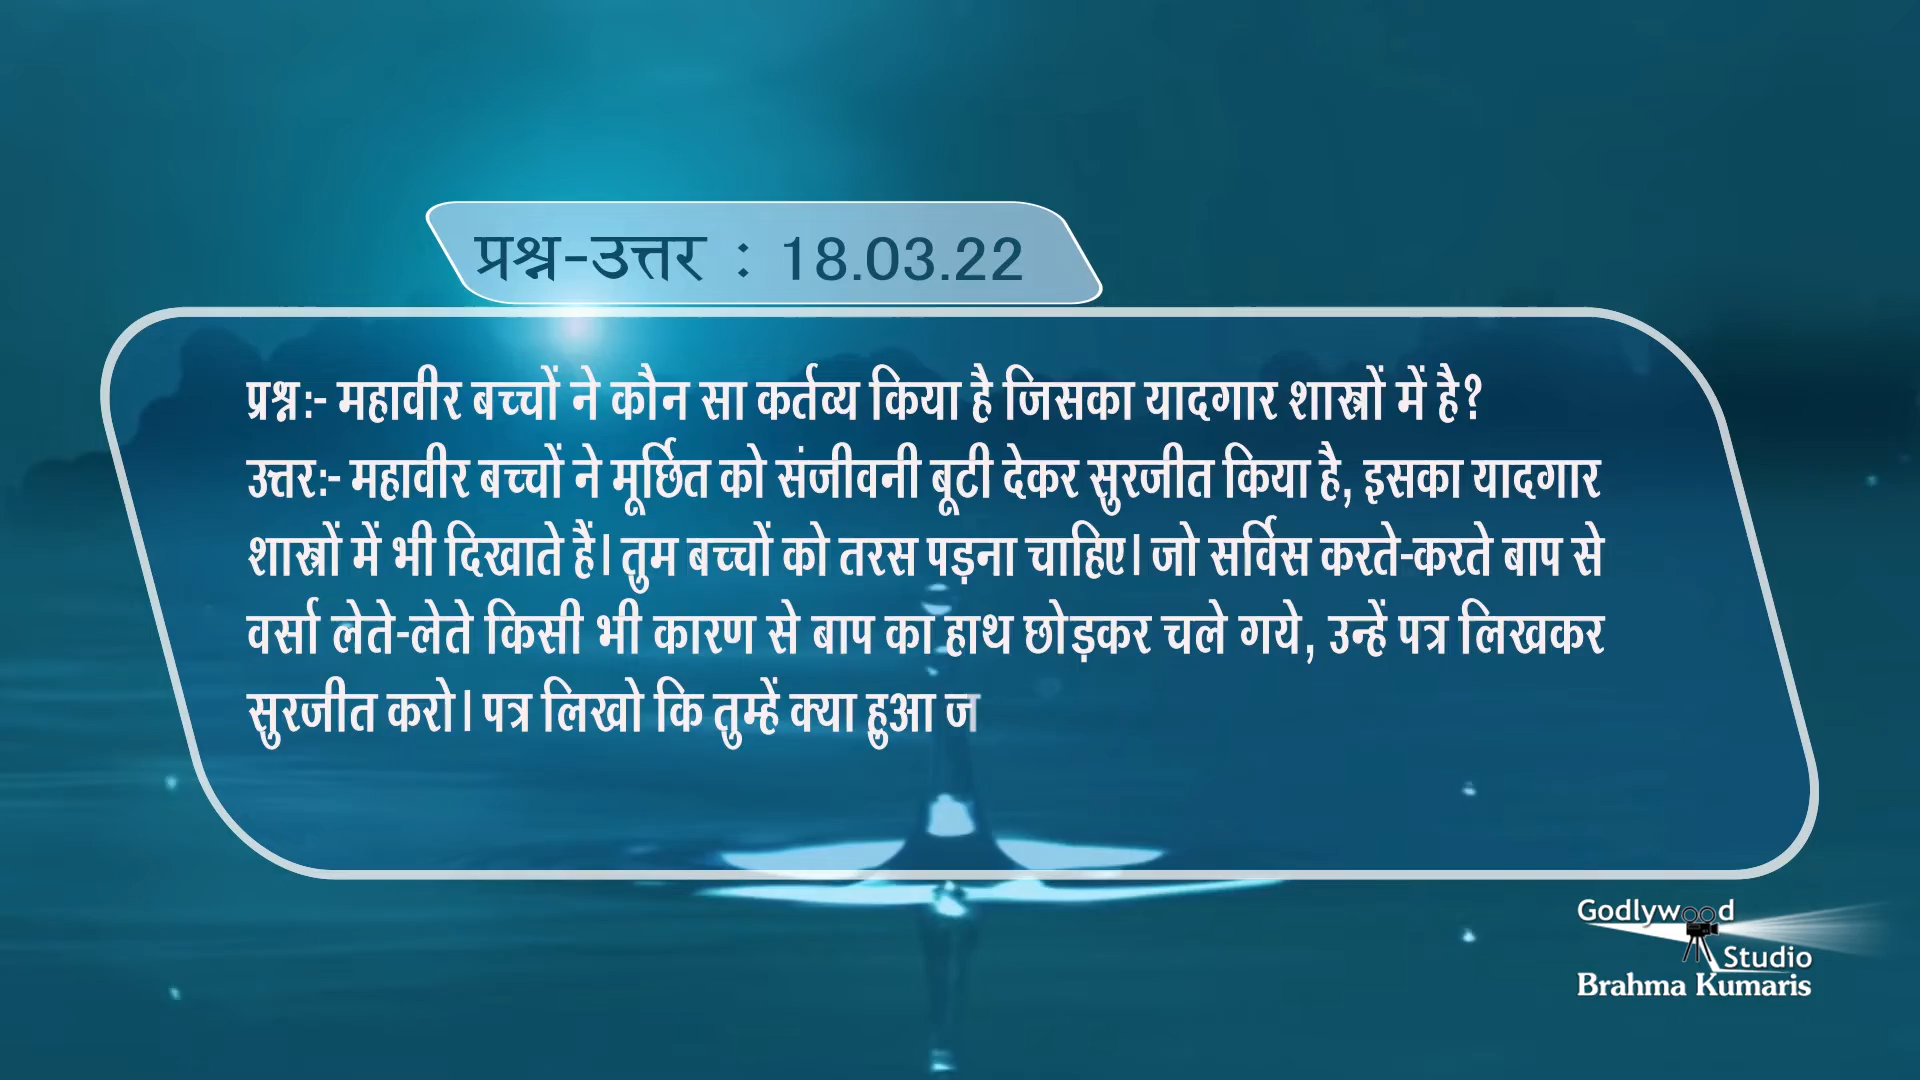 प्रश्न-उत्तर : 18.03.22
प्रश्न:- महावीर बच्चों ने कौन सा कर्तव्य किया है जिसका यादगार शास्त्रों में है?
उत्तर:- महावीर बच्चों ने मूर्छित को संजीवनी बूटी देकर सुरजीत किया है, इसका यादगार
शास्त्रों में भी दिखाते हैं। तुम बच्चों को तरस पड़ना चाहिए। जो सर्विस करते-करते बाप से
वर्सा लेते-लेते किसी भी कारण से बाप का हाथ छोड़कर चले गये, उन्हें पत्र लिखकर
सुरजीत करो। पत्र लिखो कि तुम्हें क्या हुआ ज
Godlywood
Studio
Brahma Kumaris